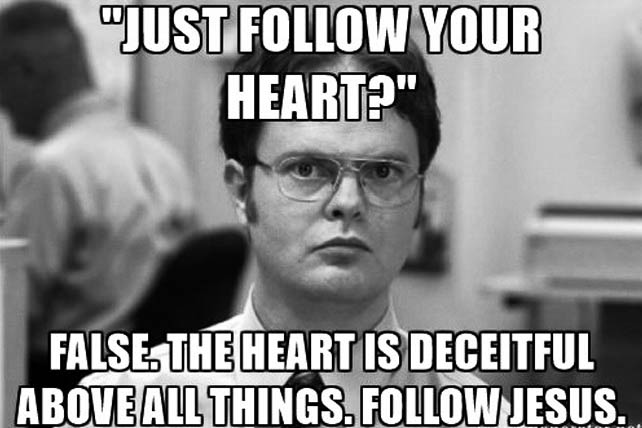 "JUST FOLLOW YOUR
HEART?"
FALSE. THE HEART IS DECEITFUL
ABOVE ALL THINGS. FOLLOW JESUS.